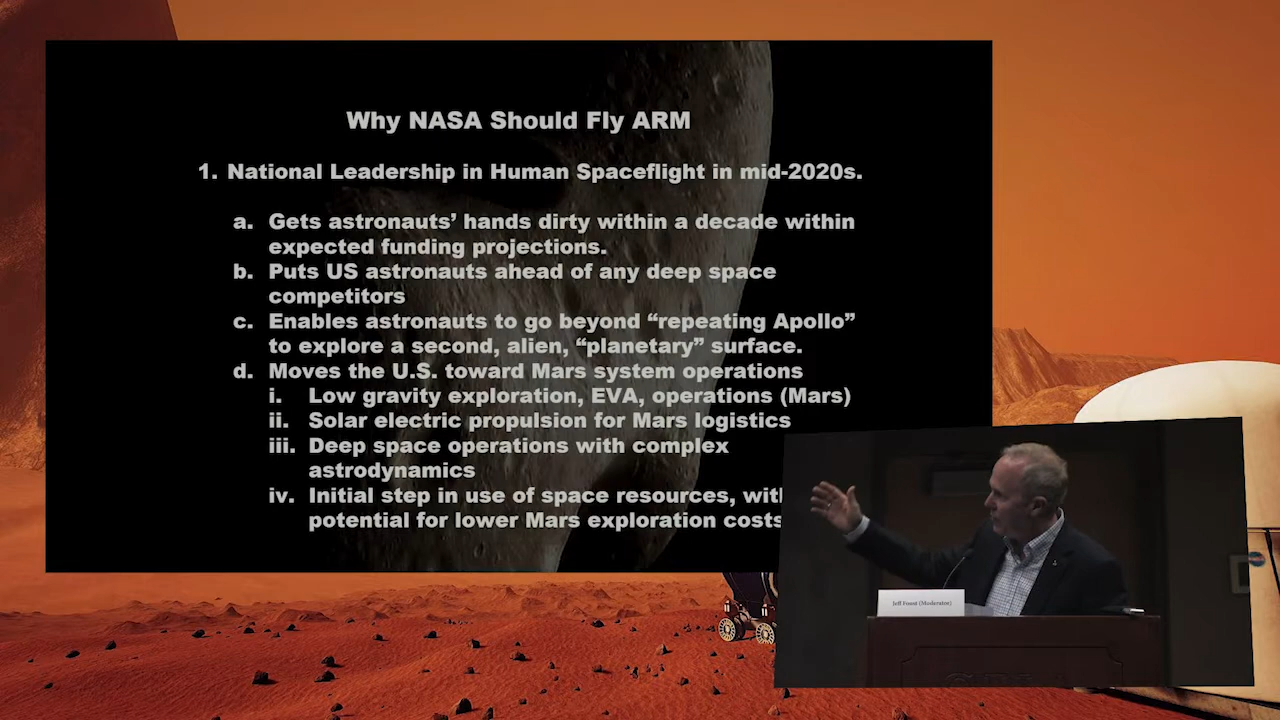 Why NASA Should Fly ARM
1. National Leadership in Human Spaceflight in mid-2020s.
a. Gets astronauts’ hands dirty within a decade within
expected funding projections.
b. Puts US astronauts ahead of any deep space
competitors
c. Enables astronauts to go beyond “repeating Apollo”
to explore a second, alien, “planetary” surface.
d. Moves the U.S. toward Mars system operations
i. Low gravity exploration, EVA, operations (Mars)
ii. Solar electric propulsion for Mars logistics
iii. Deep space operations with complex
astrodynamics
iv. Initial step in use of space resources,
potential for lower Mars exploration costs
(Moderator)